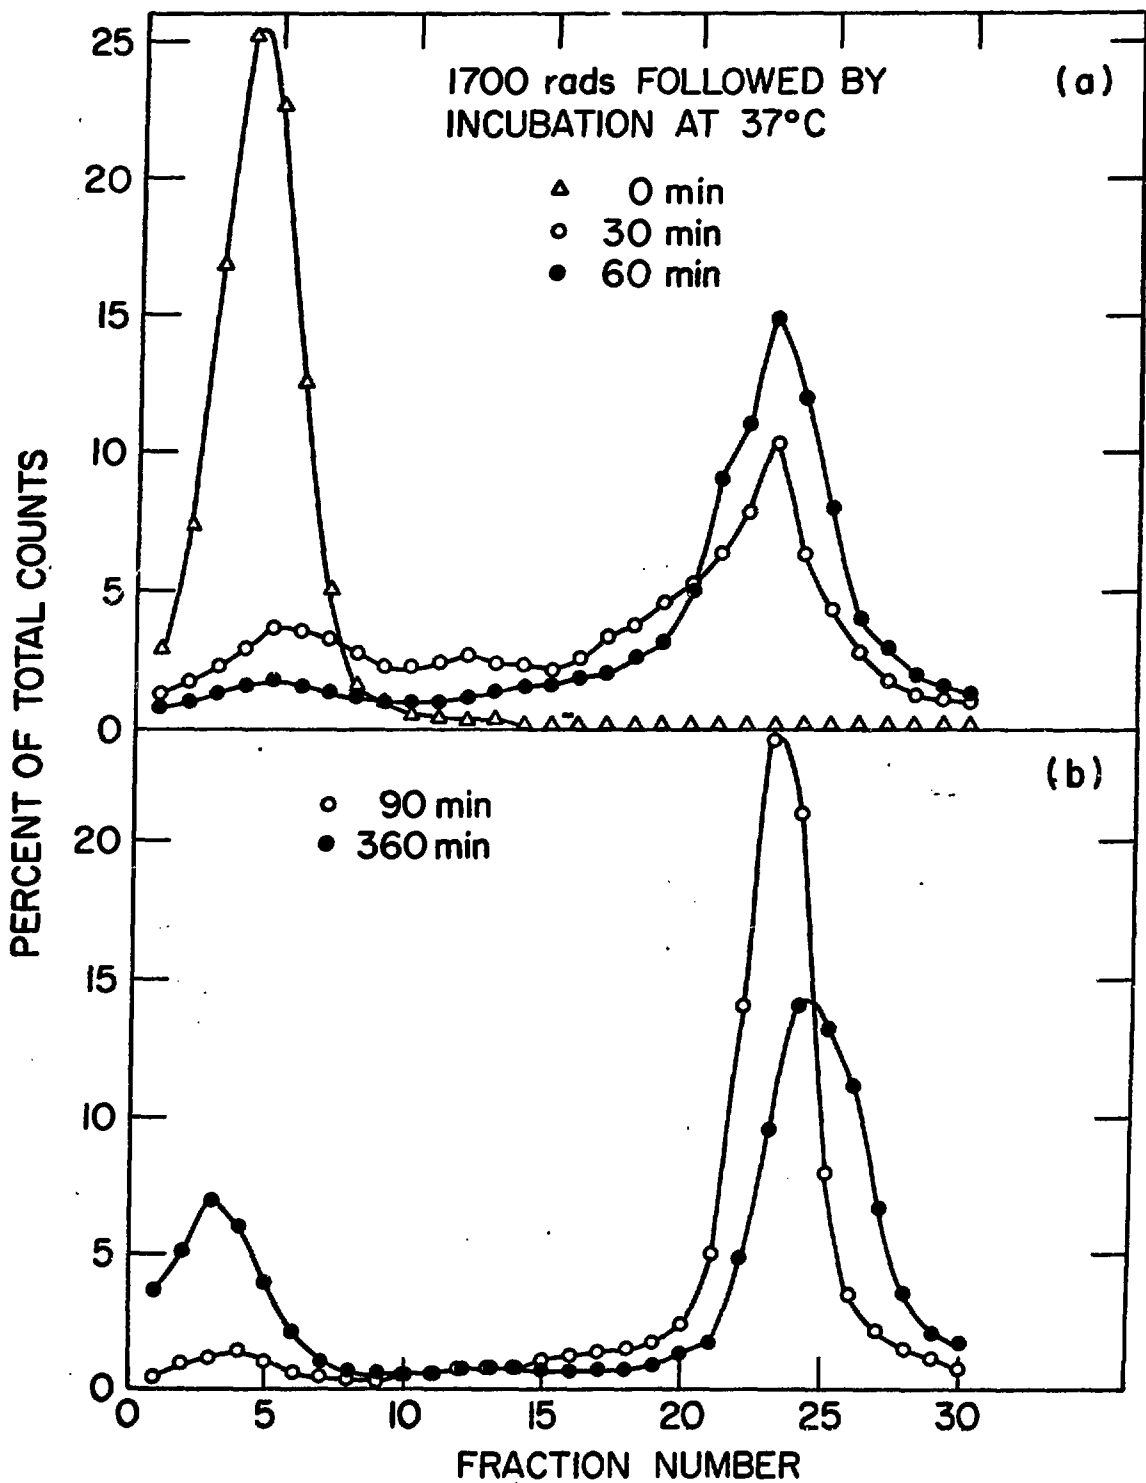 25
20
15
10
5
0
1700 rads FOLLOWED BY
INCUBATION AT 37°C
(a)
0 min
30 min
60 min
PERCENT OF TOTAL COUNTS
(b)
90 min
360 min
20
15
10
5
0
0 5 10 15 20 25 30
FRACTION NUMBER